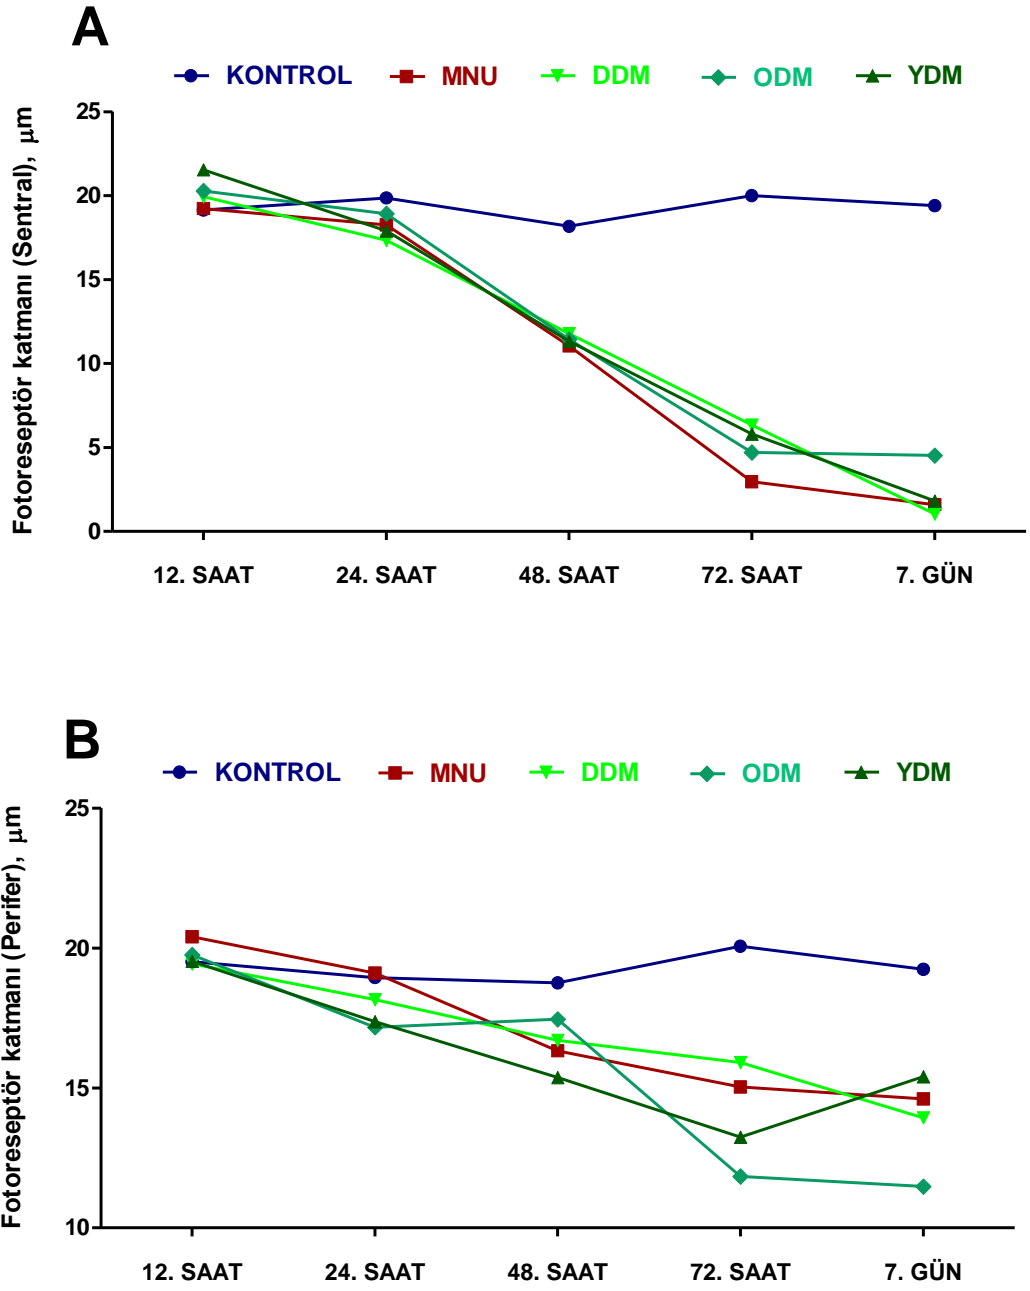 A
KONTROL MNU DDM ODM YDM
Fotoreseptör katmanı (Sentral), μm
25
20
15
10
5
0
12. SAAT 24. SAAT 48. SAAT 72. SAAT 7. GÜN
B
KONTROL MNU DDM ODM YDM
Fotoreseptör katmanı (Perifer), μm
25
20
15
10
12. SAAT 24. SAAT 48. SAAT 72. SAAT 7. GÜN